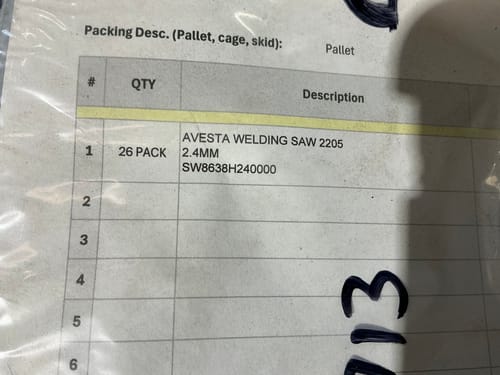 Packing Desc. (Pallet, cage, skid): Pallet
# QTY Description
1 26 PACK AVESTA WELDING SAW 2205
2.4MM
SW8638H240000
2
3
4
5
6